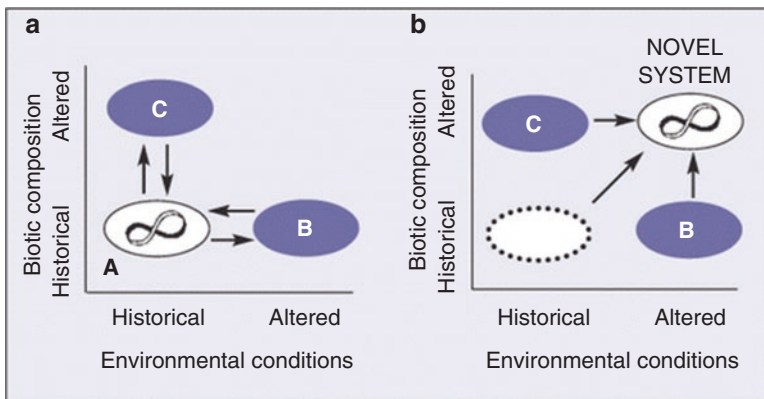 a
Biotic composition
Historical Altered
C
A
B
Historical Altered
Environmental conditions
b
NOVEL
SYSTEM
Biotic composition
Historical Altered
C
B
Historical Altered
Environmental conditions